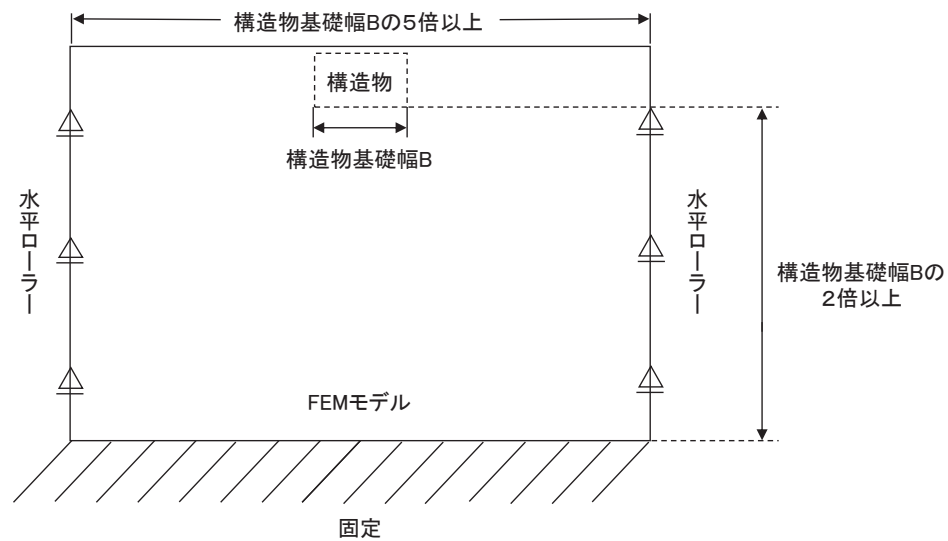 構造物基礎幅Bの5倍以上
構造物
構造物基礎幅B
水平ローラー
水平ローラー
構造物基礎幅Bの
2倍以上
FEMモデル
固定